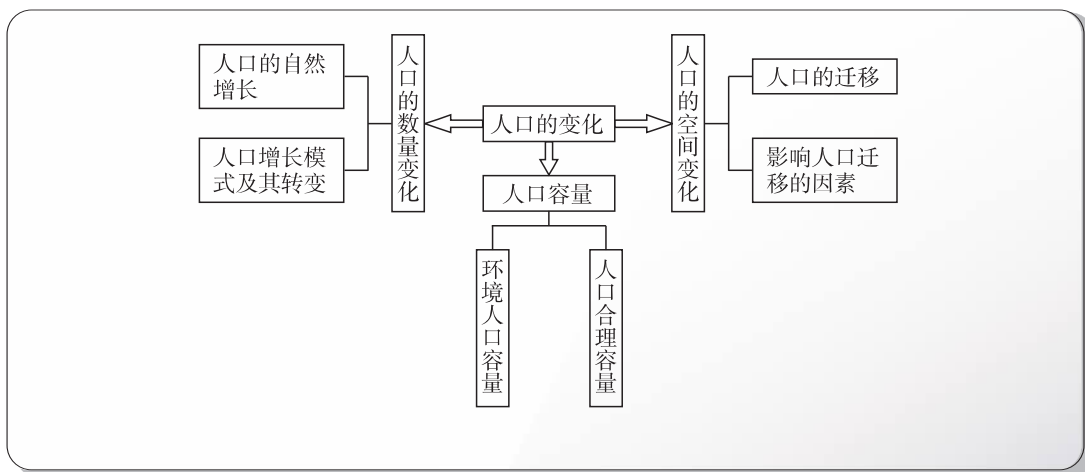 人口的自然
增长
人口增长模
式及其转变
人口的数量变化
人口的变化
人口容量
环境人口容量
人口合理容量
人口的空间变化
人口的迁移
影响人口迁
移的因素